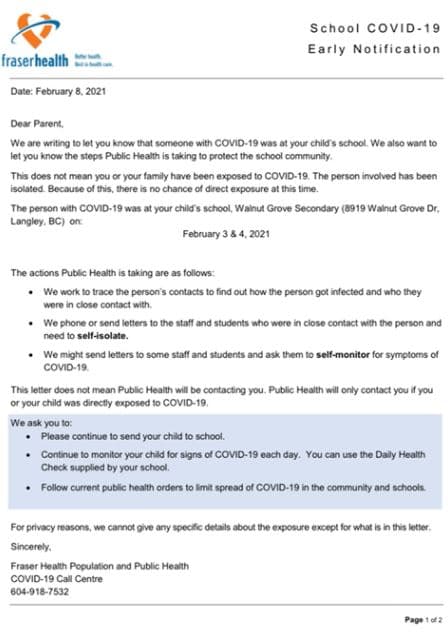 School COVID-19
Early Notification
fraserhealth
Better health.
Best in health care.
Date: February 8, 2021
Dear Parent,
We are writing to let you know that someone with COVID-19 was at your child's school. We also want to
let you know the steps Public Health is taking to protect the school community.
This does not mean you or your family have been exposed to COVID-19. The person involved has been
isolated. Because of this, there is no chance of direct exposure at this time.
The person with COVID-19 was at your child's school, Walnut Grove Secondary (8919 Walnut Grove Dr,
Langley, BC) on:
February 3 & 4, 2021
The actions Public Health is taking are as follows:
• We work to trace the person's contacts to find out how the person got infected and who they
were in close contact with.
• We phone or send letters to the staff and students who were in close contact with the person and
need to self-isolate.
• We might send letters to some staff and students and ask them to self-monitor for symptoms of
COVID-19.
This letter does not mean Public Health will be contacting you. Public Health will only contact you if you
or your child was directly exposed to COVID-19.
We ask you to:
• Please continue to send your child to school.
• Continue to monitor your child for signs of COVID-19 each day. You can use the Daily Health
Check supplied by your school.
• Follow current public health orders to limit spread of COVID-19 in the community and schools.
For privacy reasons, we cannot give any specific details about the exposure except for what is in this letter.
Sincerely,
Fraser Health Population and Public Health
COVID-19 Call Centre
604-918-7532
Page 1 of 2